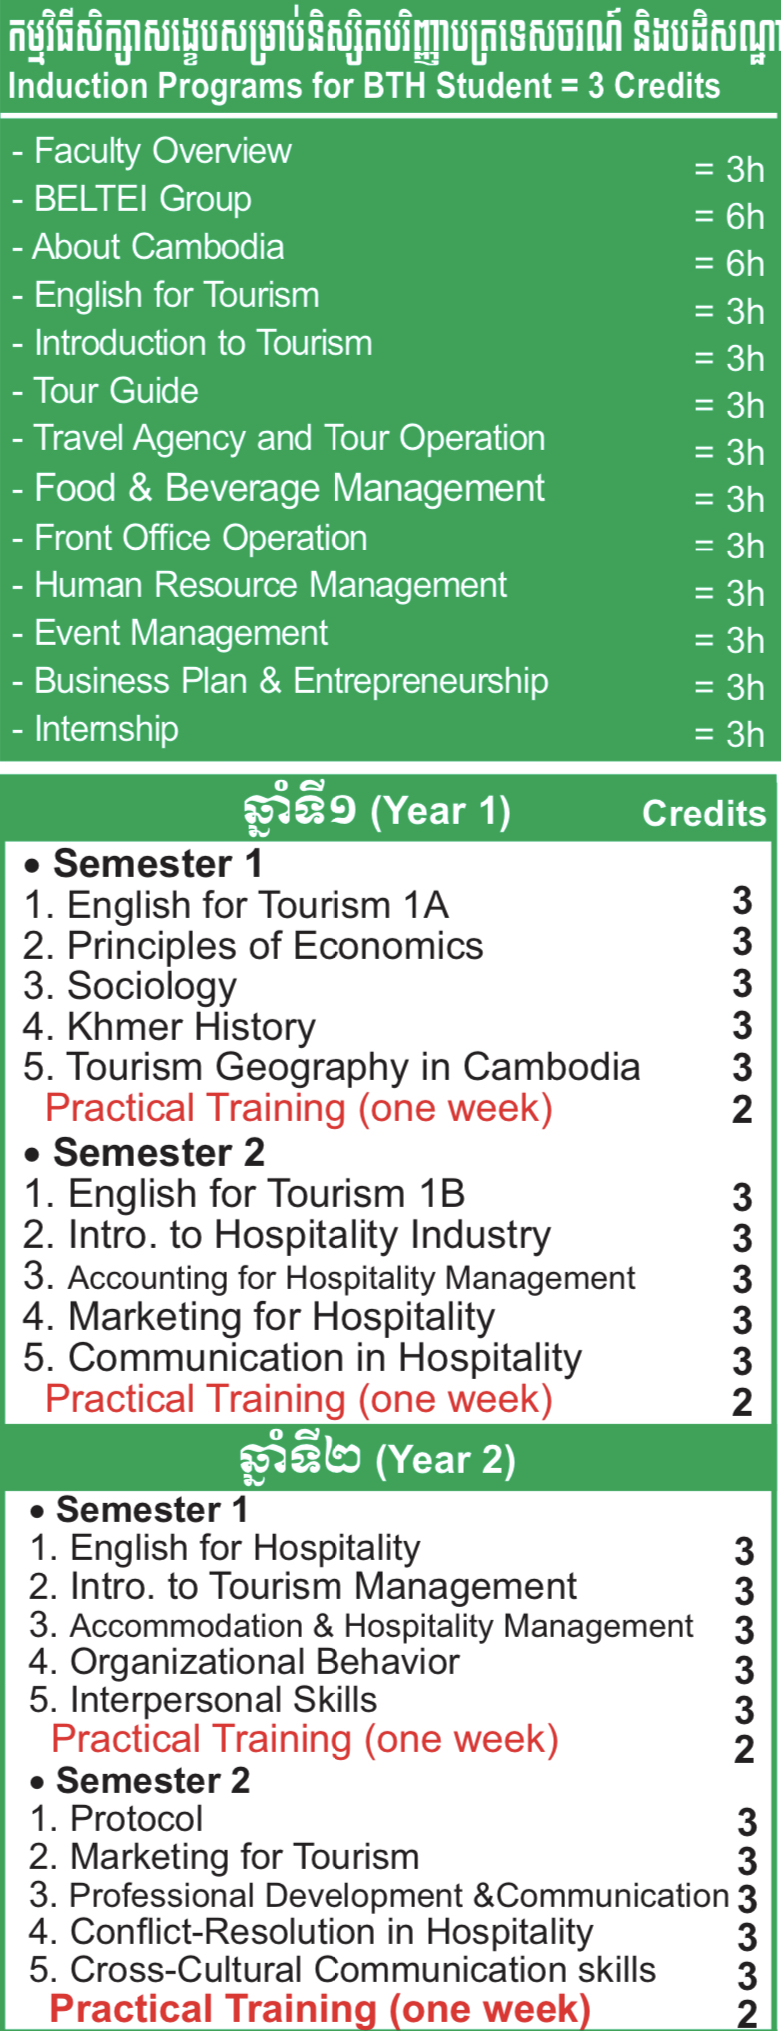 កម្មវិធីសិក្សាសង្ខេបសម្រាប់និស្សិតបរិញ្ញាបត្រទេសចរណ៍ និងបដិសណ្ឋា
Induction Programs for BTH Student = 3 Credits
- Faculty Overview = 3h
- BELTEI Group = 6h
- About Cambodia = 6h
- English for Tourism = 3h
- Introduction to Tourism = 3h
- Tour Guide = 3h
- Travel Agency and Tour Operation = 3h
- Food & Beverage Management = 3h
- Front Office Operation = 3h
- Human Resource Management = 3h
- Event Management = 3h
- Business Plan & Entrepreneurship = 3h
- Internship = 3h
ឆ្នាំទី១ (Year 1) Credits
• Semester 1
1. English for Tourism 1A 3
2. Principles of Economics 3
3. Sociology 3
4. Khmer History 3
5. Tourism Geography in Cambodia 3
Practical Training (one week) 2
• Semester 2
1. English for Tourism 1B 3
2. Intro. to Hospitality Industry 3
3. Accounting for Hospitality Management 3
4. Marketing for Hospitality 3
5. Communication in Hospitality 3
Practical Training (one week) 2
ឆ្នាំទី២ (Year 2)
• Semester 1
1. English for Hospitality 3
2. Intro. to Tourism Management 3
3. Accommodation & Hospitality Management 3
4. Organizational Behavior 3
5. Interpersonal Skills 3
Practical Training (one week) 2
• Semester 2
1. Protocol 3
2. Marketing for Tourism 3
3. Professional Development &Communication 3
4. Conflict-Resolution in Hospitality 3
5. Cross-Cultural Communication skills 3
Practical Training (one week) 2